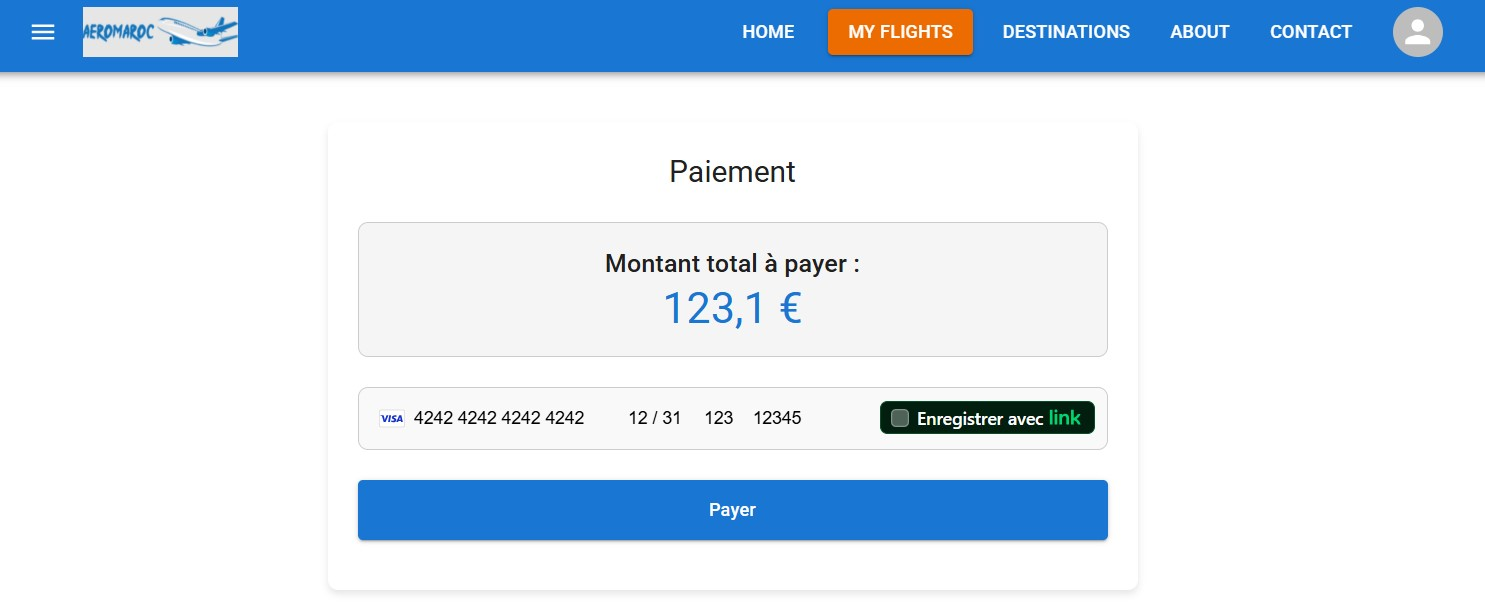 AEROMAROC
HOME MY FLIGHTS DESTINATIONS ABOUT CONTACT
Paiement
Montant total à payer :
123,1 €
VISA 4242 4242 4242 4242 12 / 31 123 12345 Enregistrer avec link
Payer